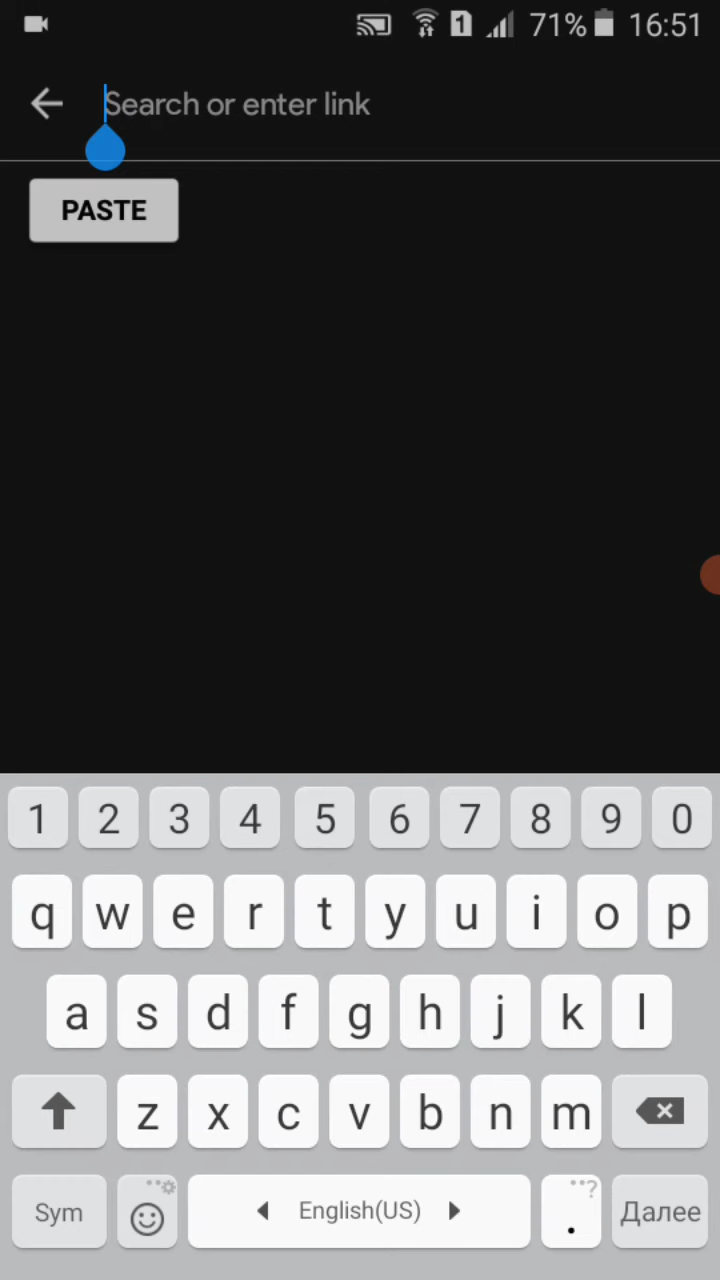 1 71% 16:51
Search or enter link
PASTE
1 2 3 4 5 6 7 8 9 0
q w e r t y u i o p
a s d f g h j k l
z x c v b n m
Sym English(US) . ? Далее